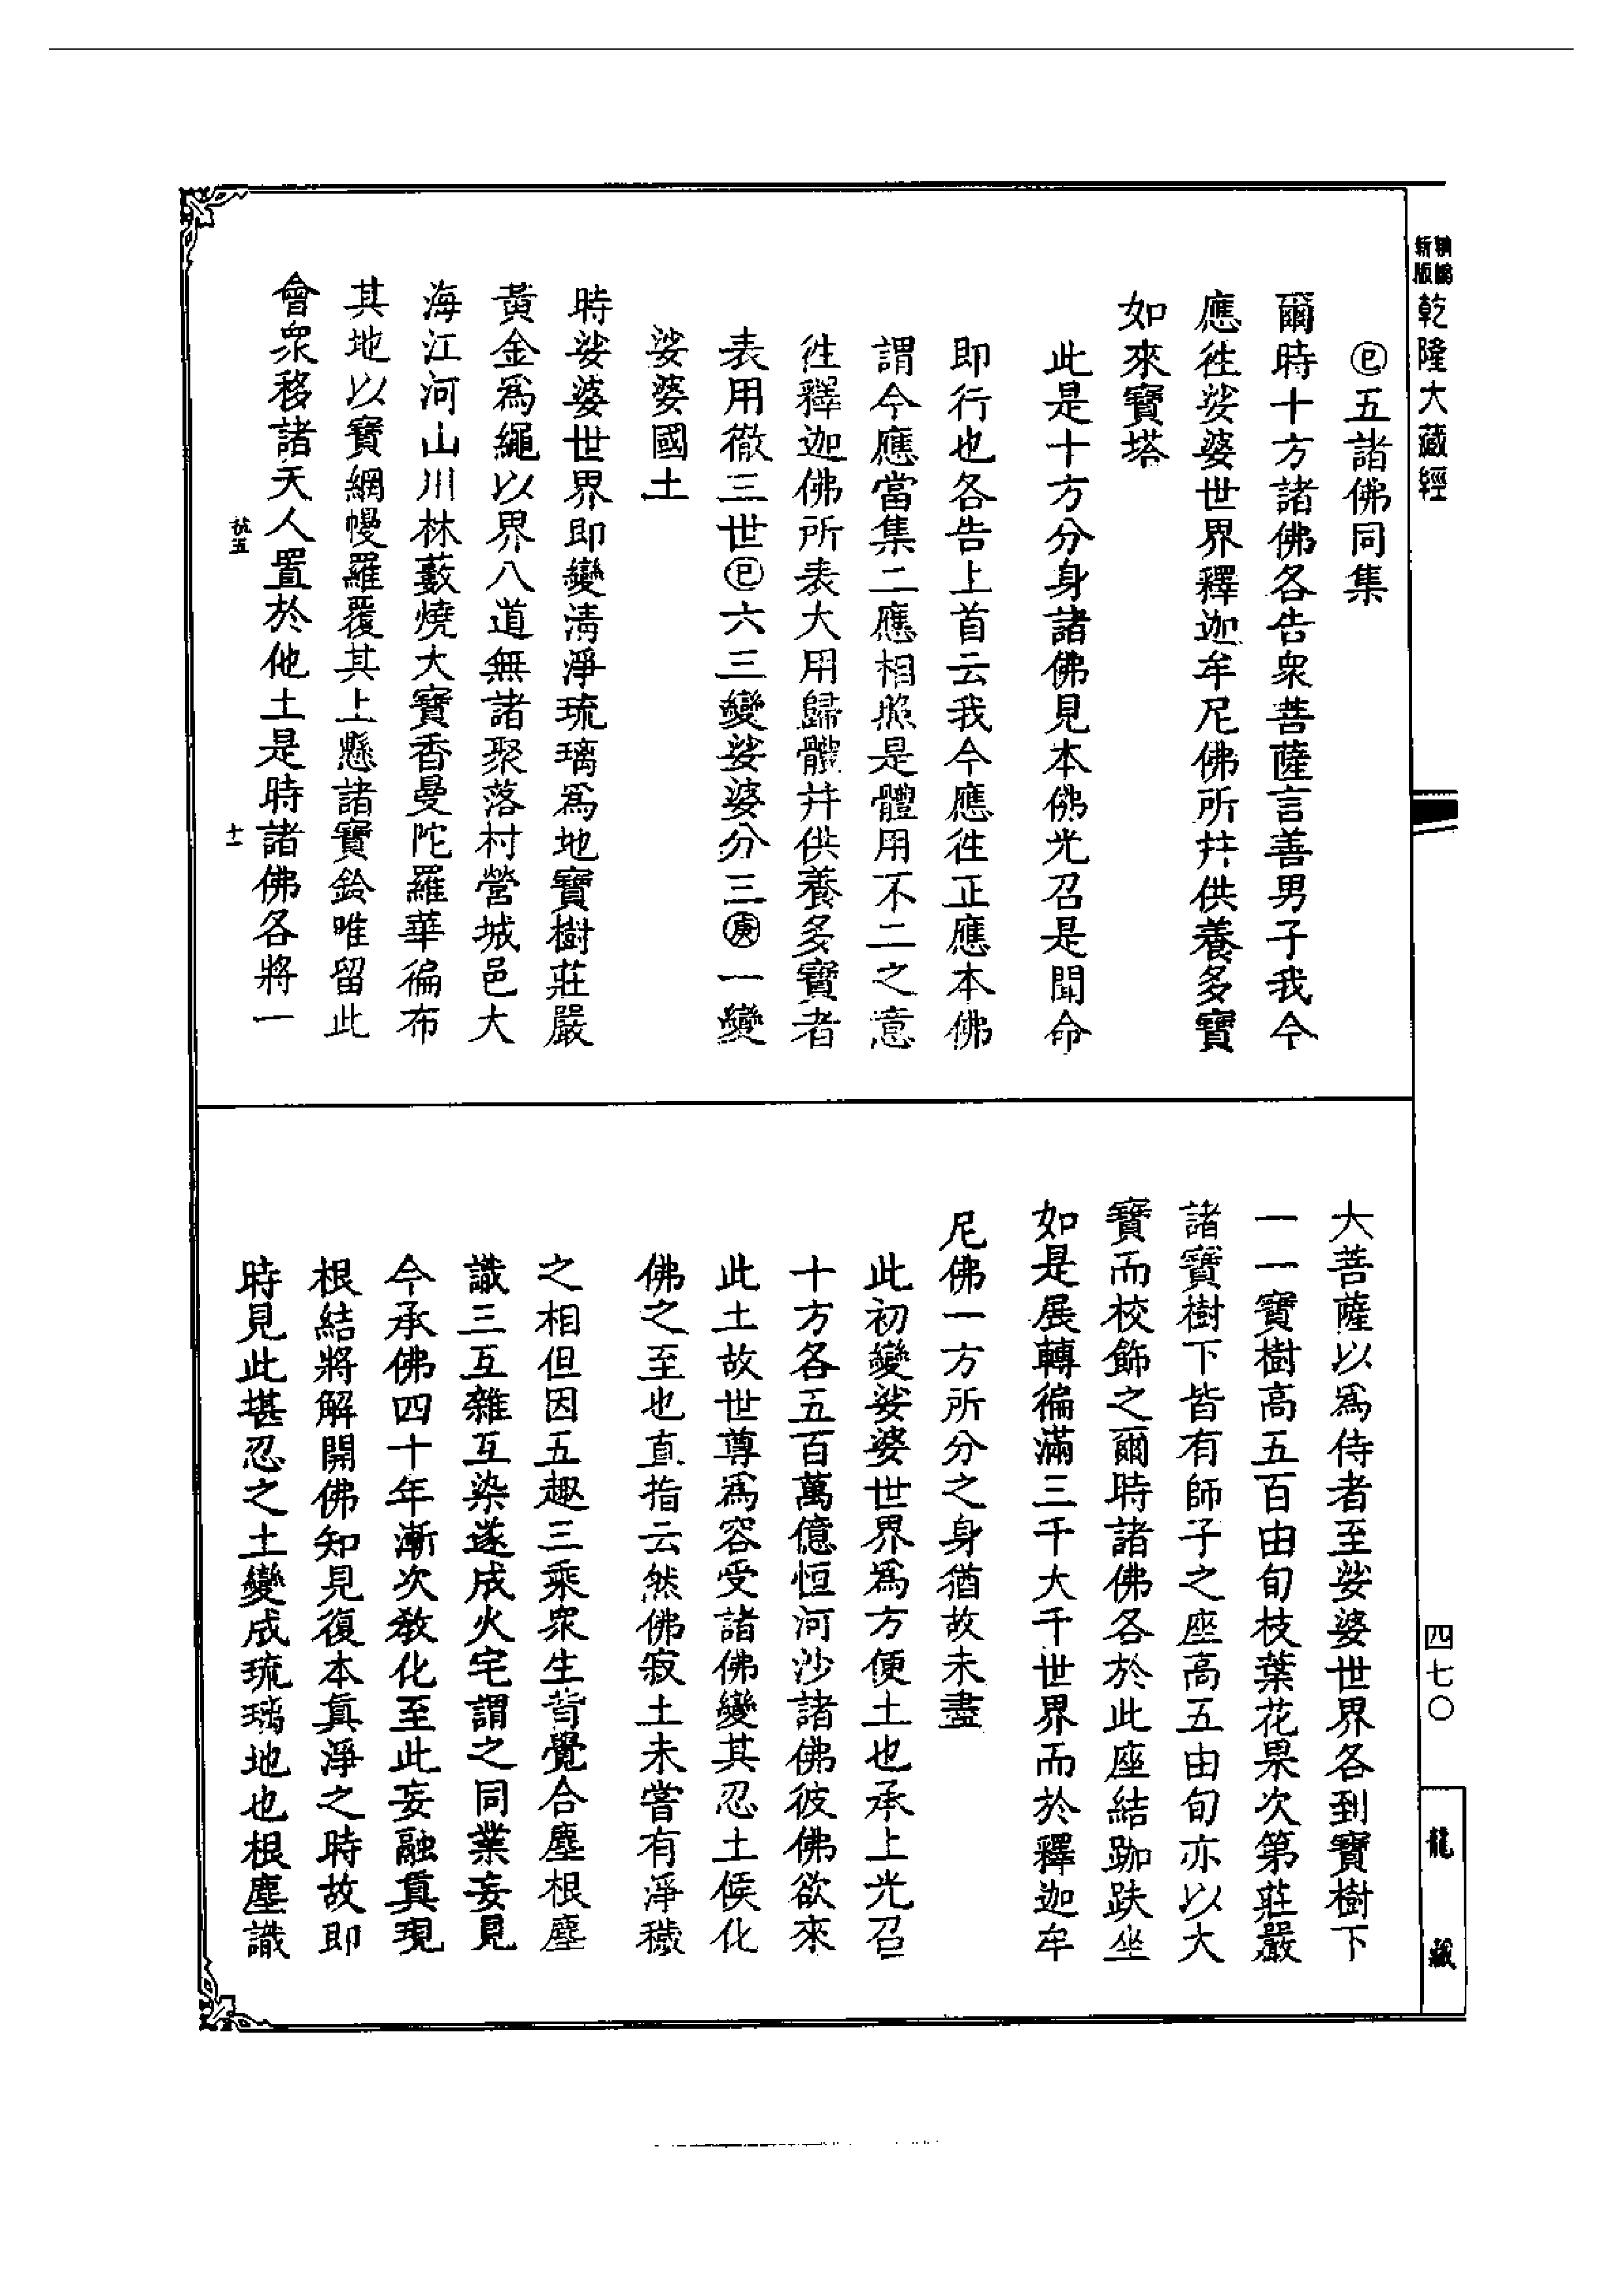 新版精編乾隆大藏經
㊀五諸佛同集
爾時十方諸佛各告眾菩薩言善男子我今
應往娑婆世界釋迦牟尼佛所并供養多寶
如來寶塔
此是十方分身諸佛見本佛光召是聞命
即行也各告上首云我今應往正應本佛
謂今應當集二應相照是體用不二之意
往釋迦佛所表大用歸體并供養多寶者
表用徹三世㊀六三變娑婆分三㊀一變
娑婆國土
時娑婆世界即變清淨琉璃爲地寶樹莊嚴
黃金爲繩以界八道無諸聚落村營城邑大
海江河山川林藪燒大寶香曼陀羅華徧布
其地以寶網幔羅覆其上懸諸寶鈴唯留此
會眾移諸天人置於他土是時諸佛各將一
五
十一
大菩薩以爲侍者至娑婆世界各到寶樹下
一一寶樹高五百由旬枝葉花果次第莊嚴
諸寶樹下皆有師子之座高五由旬亦以大
寶而校飾之爾時諸佛各於此座結跏趺坐
如是展轉徧滿三千大千世界而於釋迦牟
尼佛一方所分之身猶故未盡
此初變娑婆世界爲方便土也承上光召
十方各五百萬億恒河沙諸佛彼佛欲來
此土故世尊爲容受諸佛變其忍土俟化
佛之至也直指云然佛寂土未嘗有淨穢
之相但因五趣三乘眾生背覺合塵根塵
識三互雜互染遂成火宅謂之同業妄見
今承佛四十年漸次教化至此妄融真現
根結將解開佛知見復本真淨之時故即
時見此堪忍之土變成琉璃地也根塵識
四七〇
龍藏